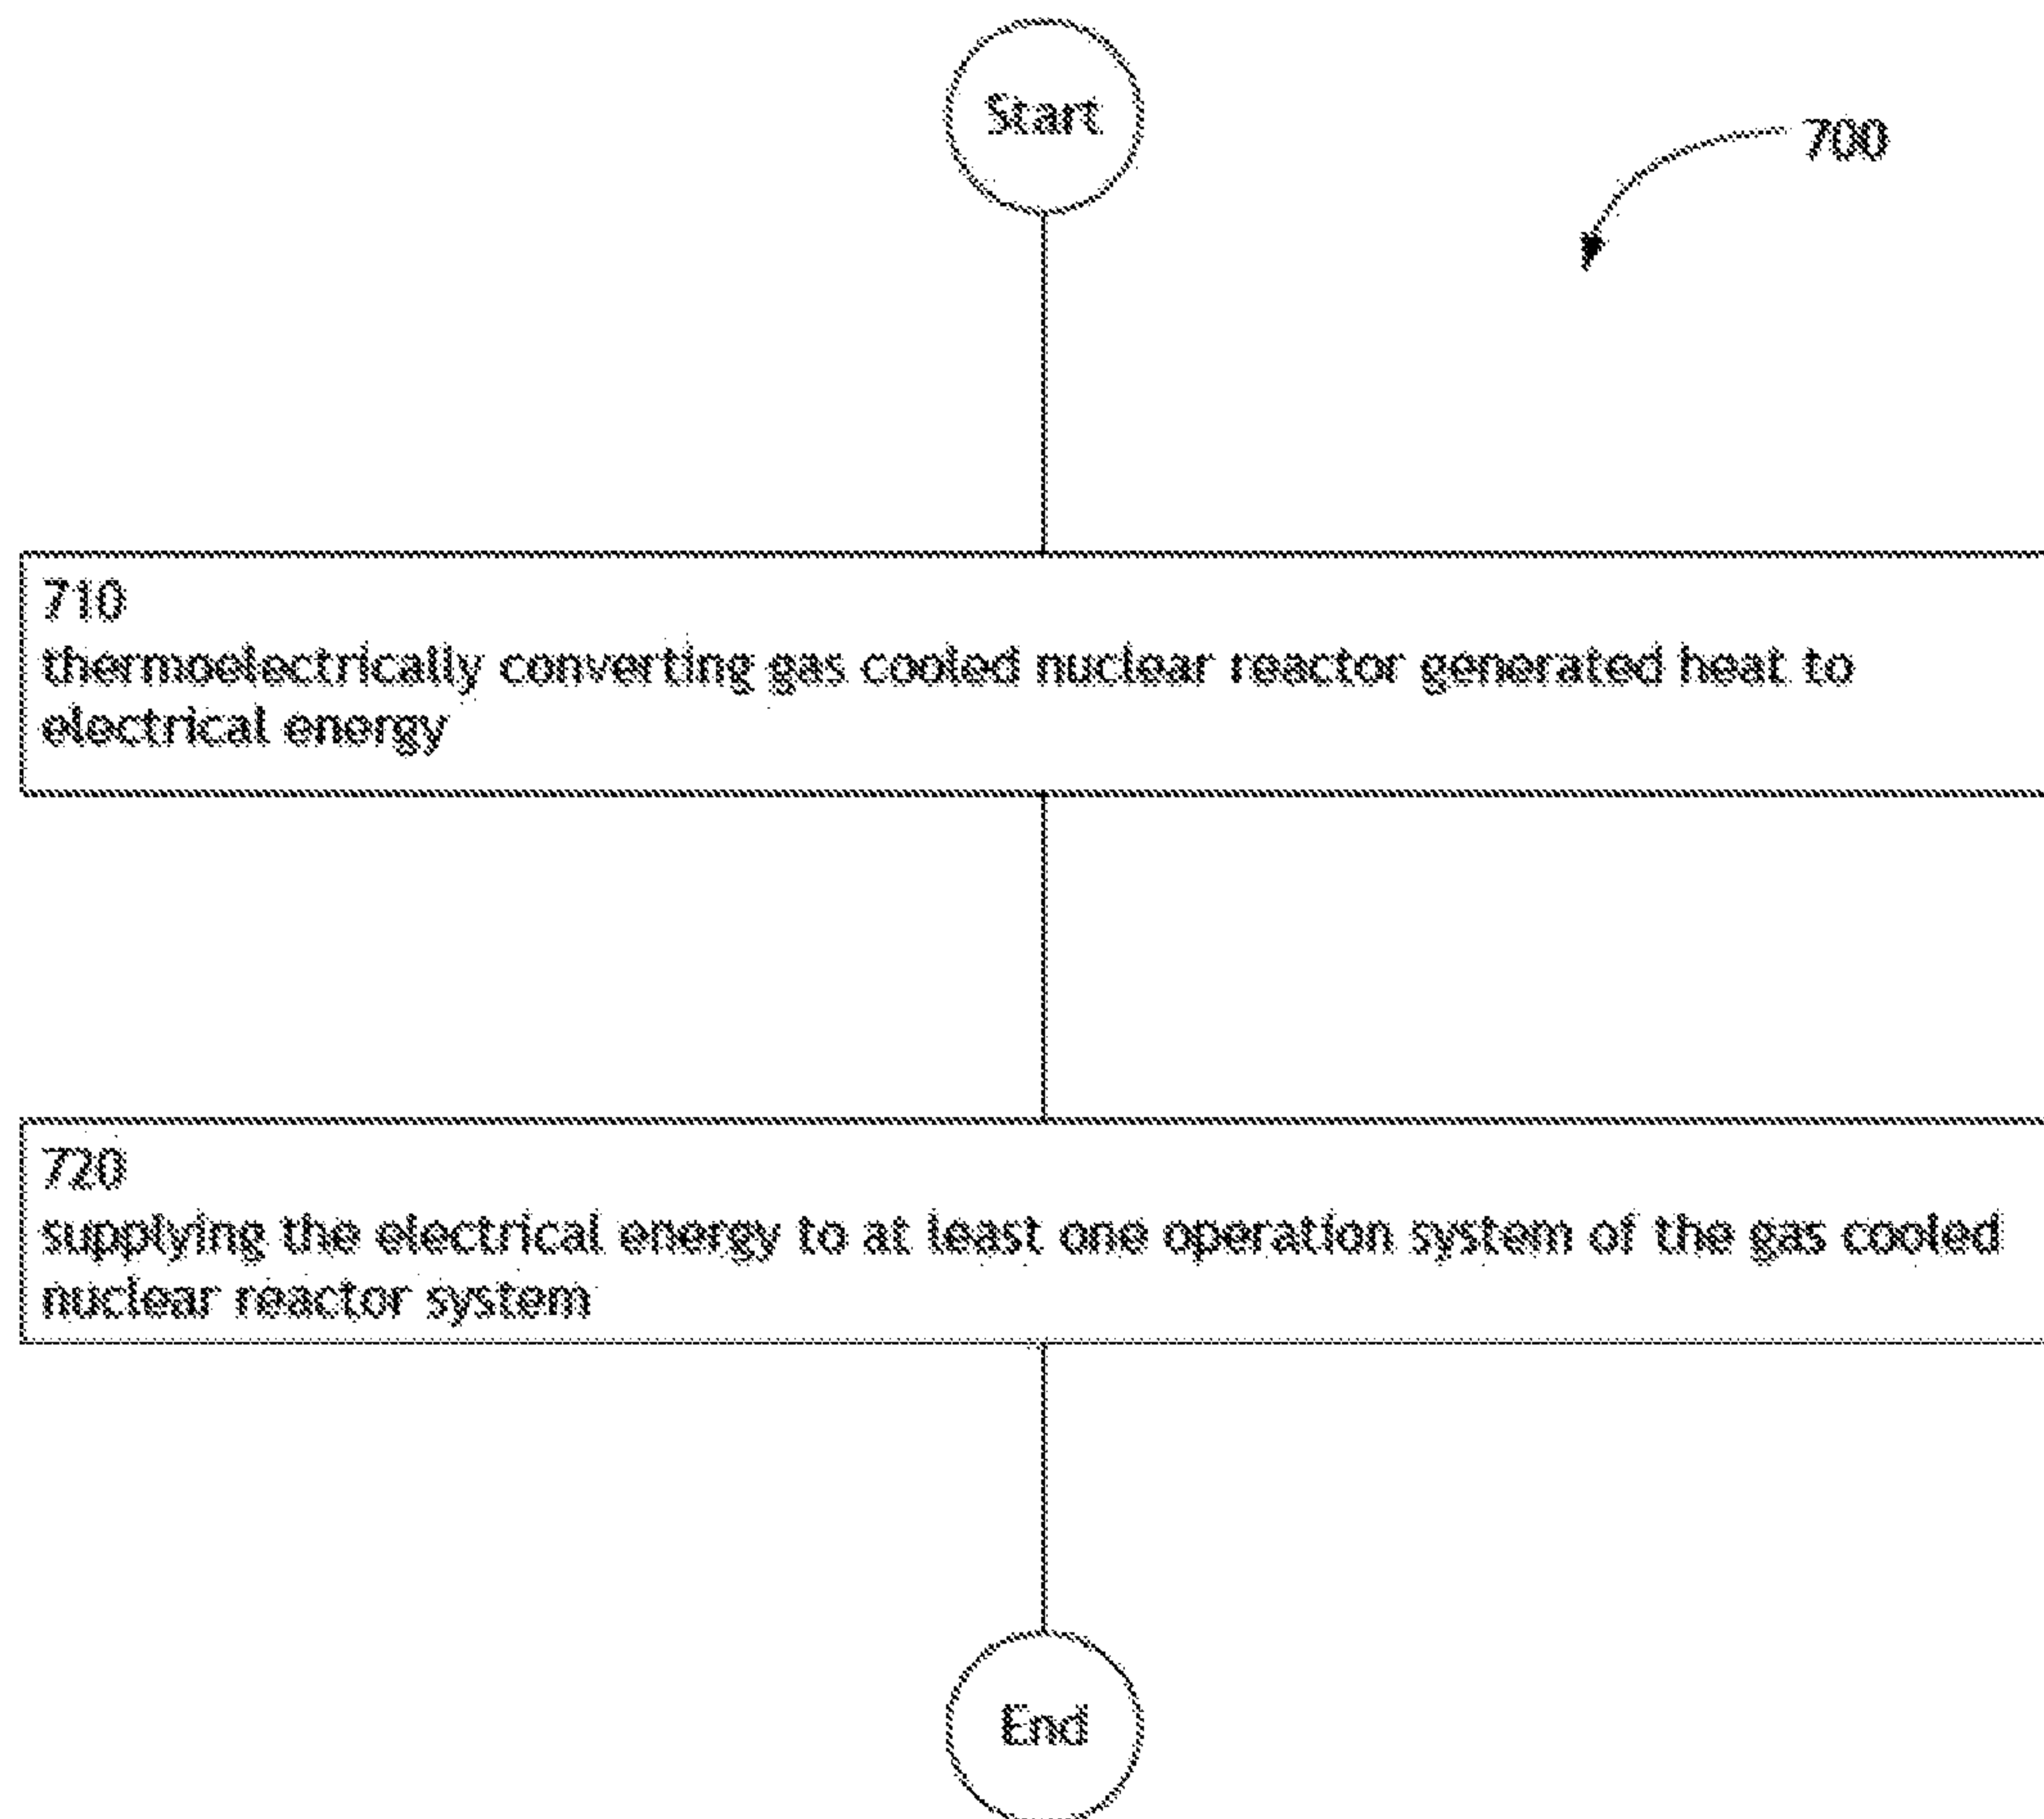 Start
700
710
thermoelectrically converting gas cooled nuclear reactor generated heat to
electrical energy
720
supplying the electrical energy to at least one operation system of the gas cooled
nuclear reactor system
End